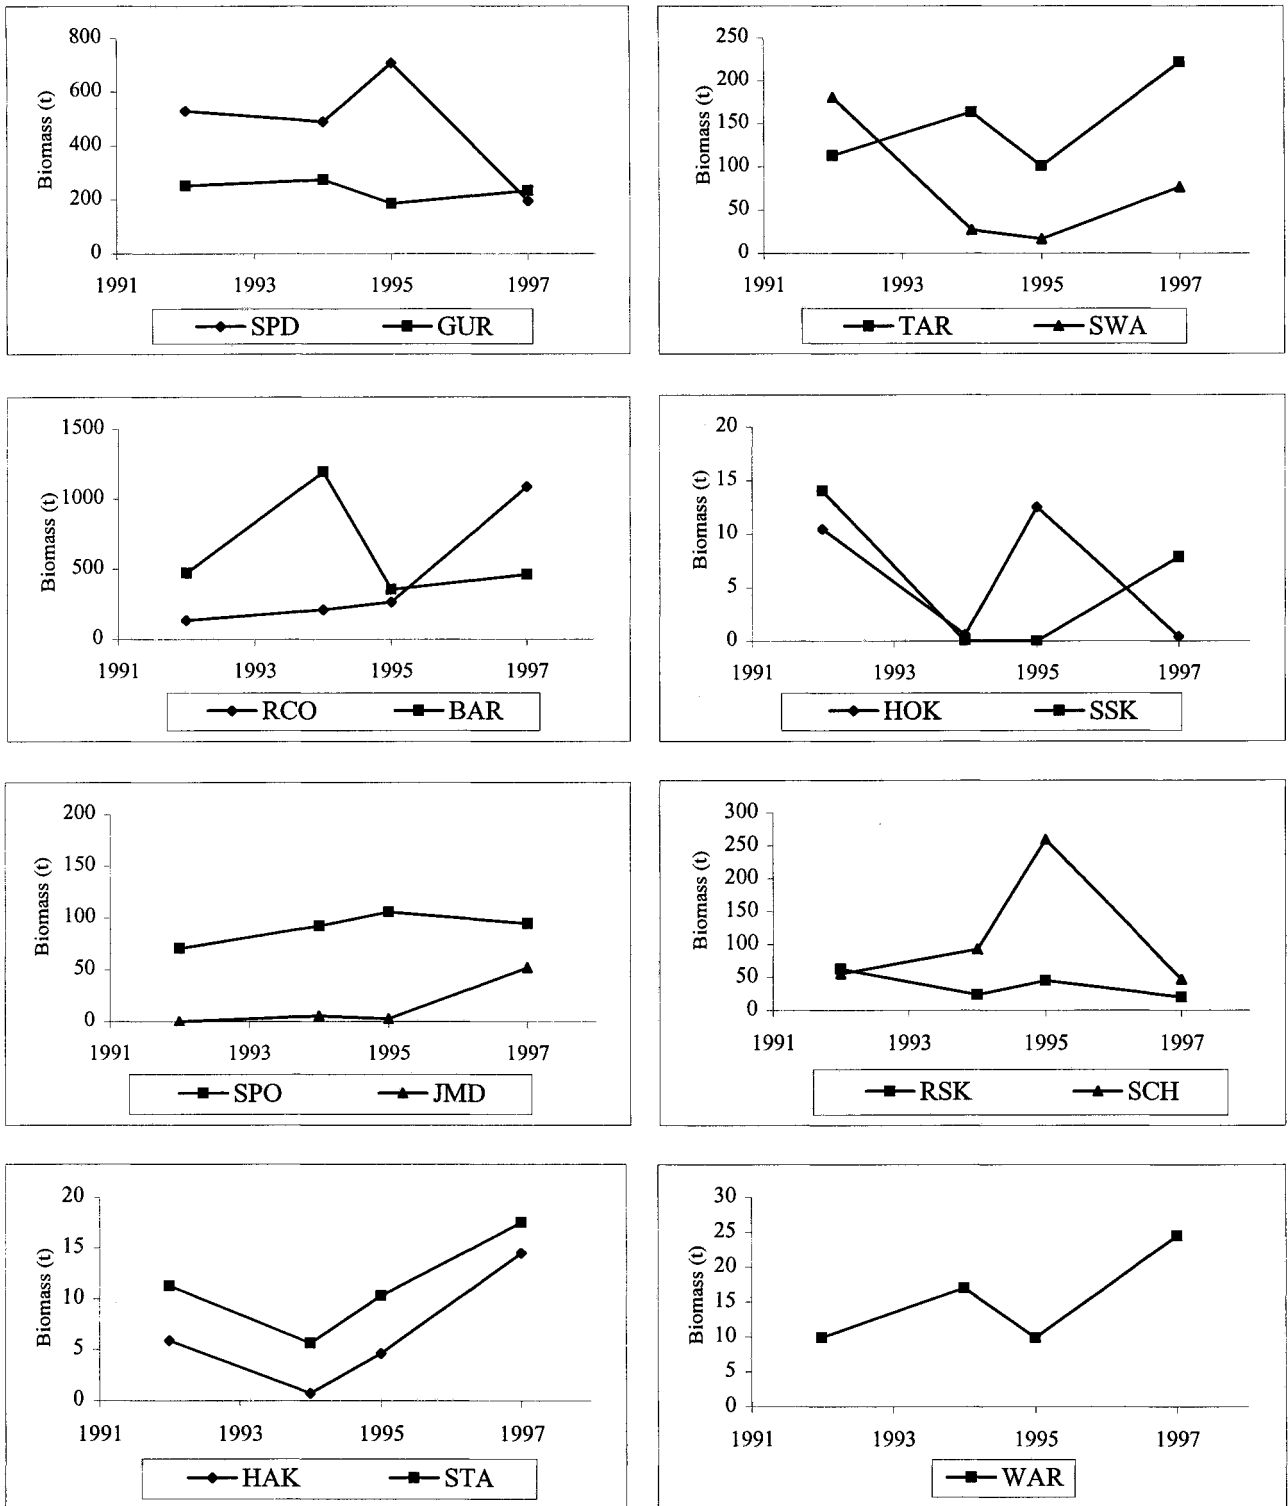 800
600
400
200
0
Biomass (t)
1991 1993 1995 1997
SPD GUR
250
200
150
100
50
0
Biomass (t)
1991 1993 1995 1997
TAR SWA
1500
1000
500
0
Biomass (t)
1991 1993 1995 1997
RCO BAR
20
15
10
5
0
Biomass (t)
1991 1993 1995 1997
HOK SSK
200
150
100
50
0
Biomass (t)
1991 1993 1995 1997
SPO JMD
300
250
200
150
100
50
0
Biomass (t)
1991 1993 1995 1997
RSK SCH
20
15
10
5
0
Biomass (t)
1991 1993 1995 1997
HAK STA
30
25
20
15
10
5
0
Biomass (t)
1991 1993 1995 1997
WAR